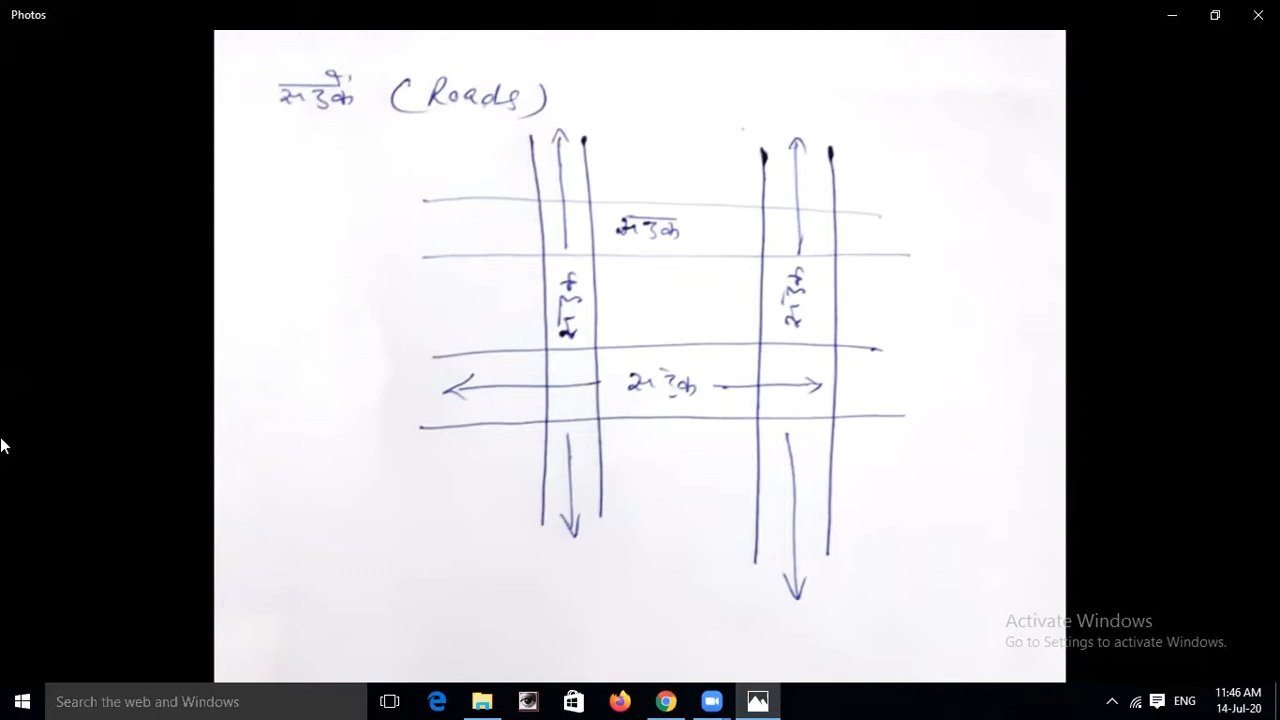 Photos
सड़कें (Roads)
सड़क
सड़क
सड़क
सड़क
Activate Windows
Go to Settings to activate Windows.
Search the web and Windows
ENG
11:46 AM
14-Jul-20